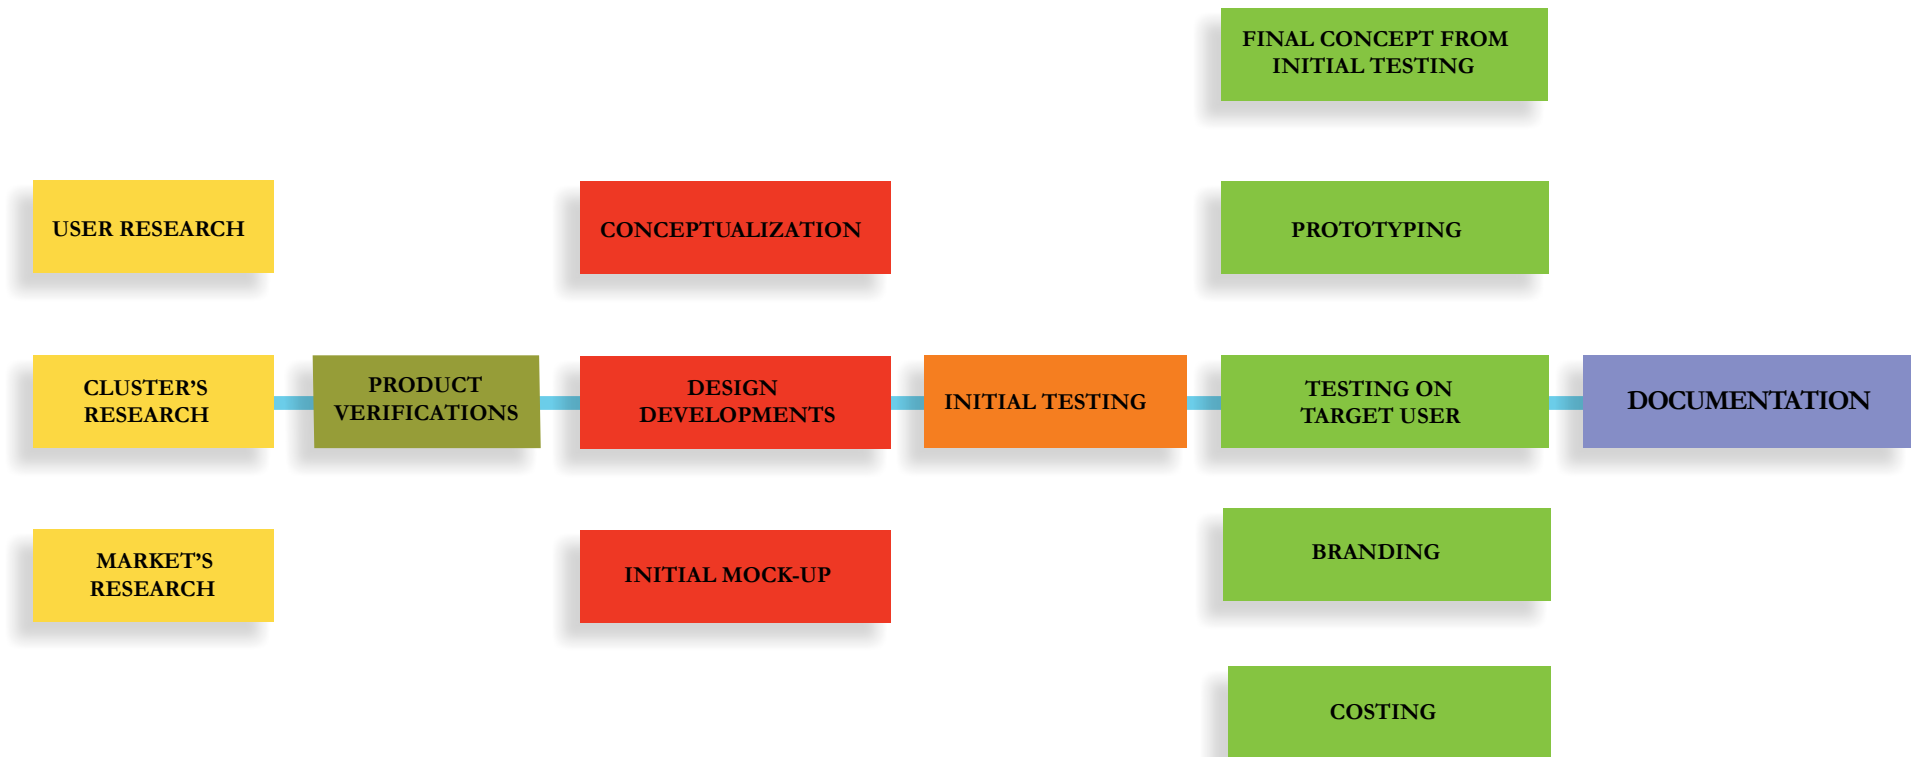 USER RESEARCH
CLUSTER’S
RESEARCH
MARKET’S
RESEARCH
PRODUCT
VERIFICATIONS
CONCEPTUALIZATION
DESIGN
DEVELOPMENTS
INITIAL MOCK-UP
INITIAL TESTING
FINAL CONCEPT FROM
INITIAL TESTING
PROTOTYPING
TESTING ON
TARGET USER
BRANDING
COSTING
DOCUMENTATION